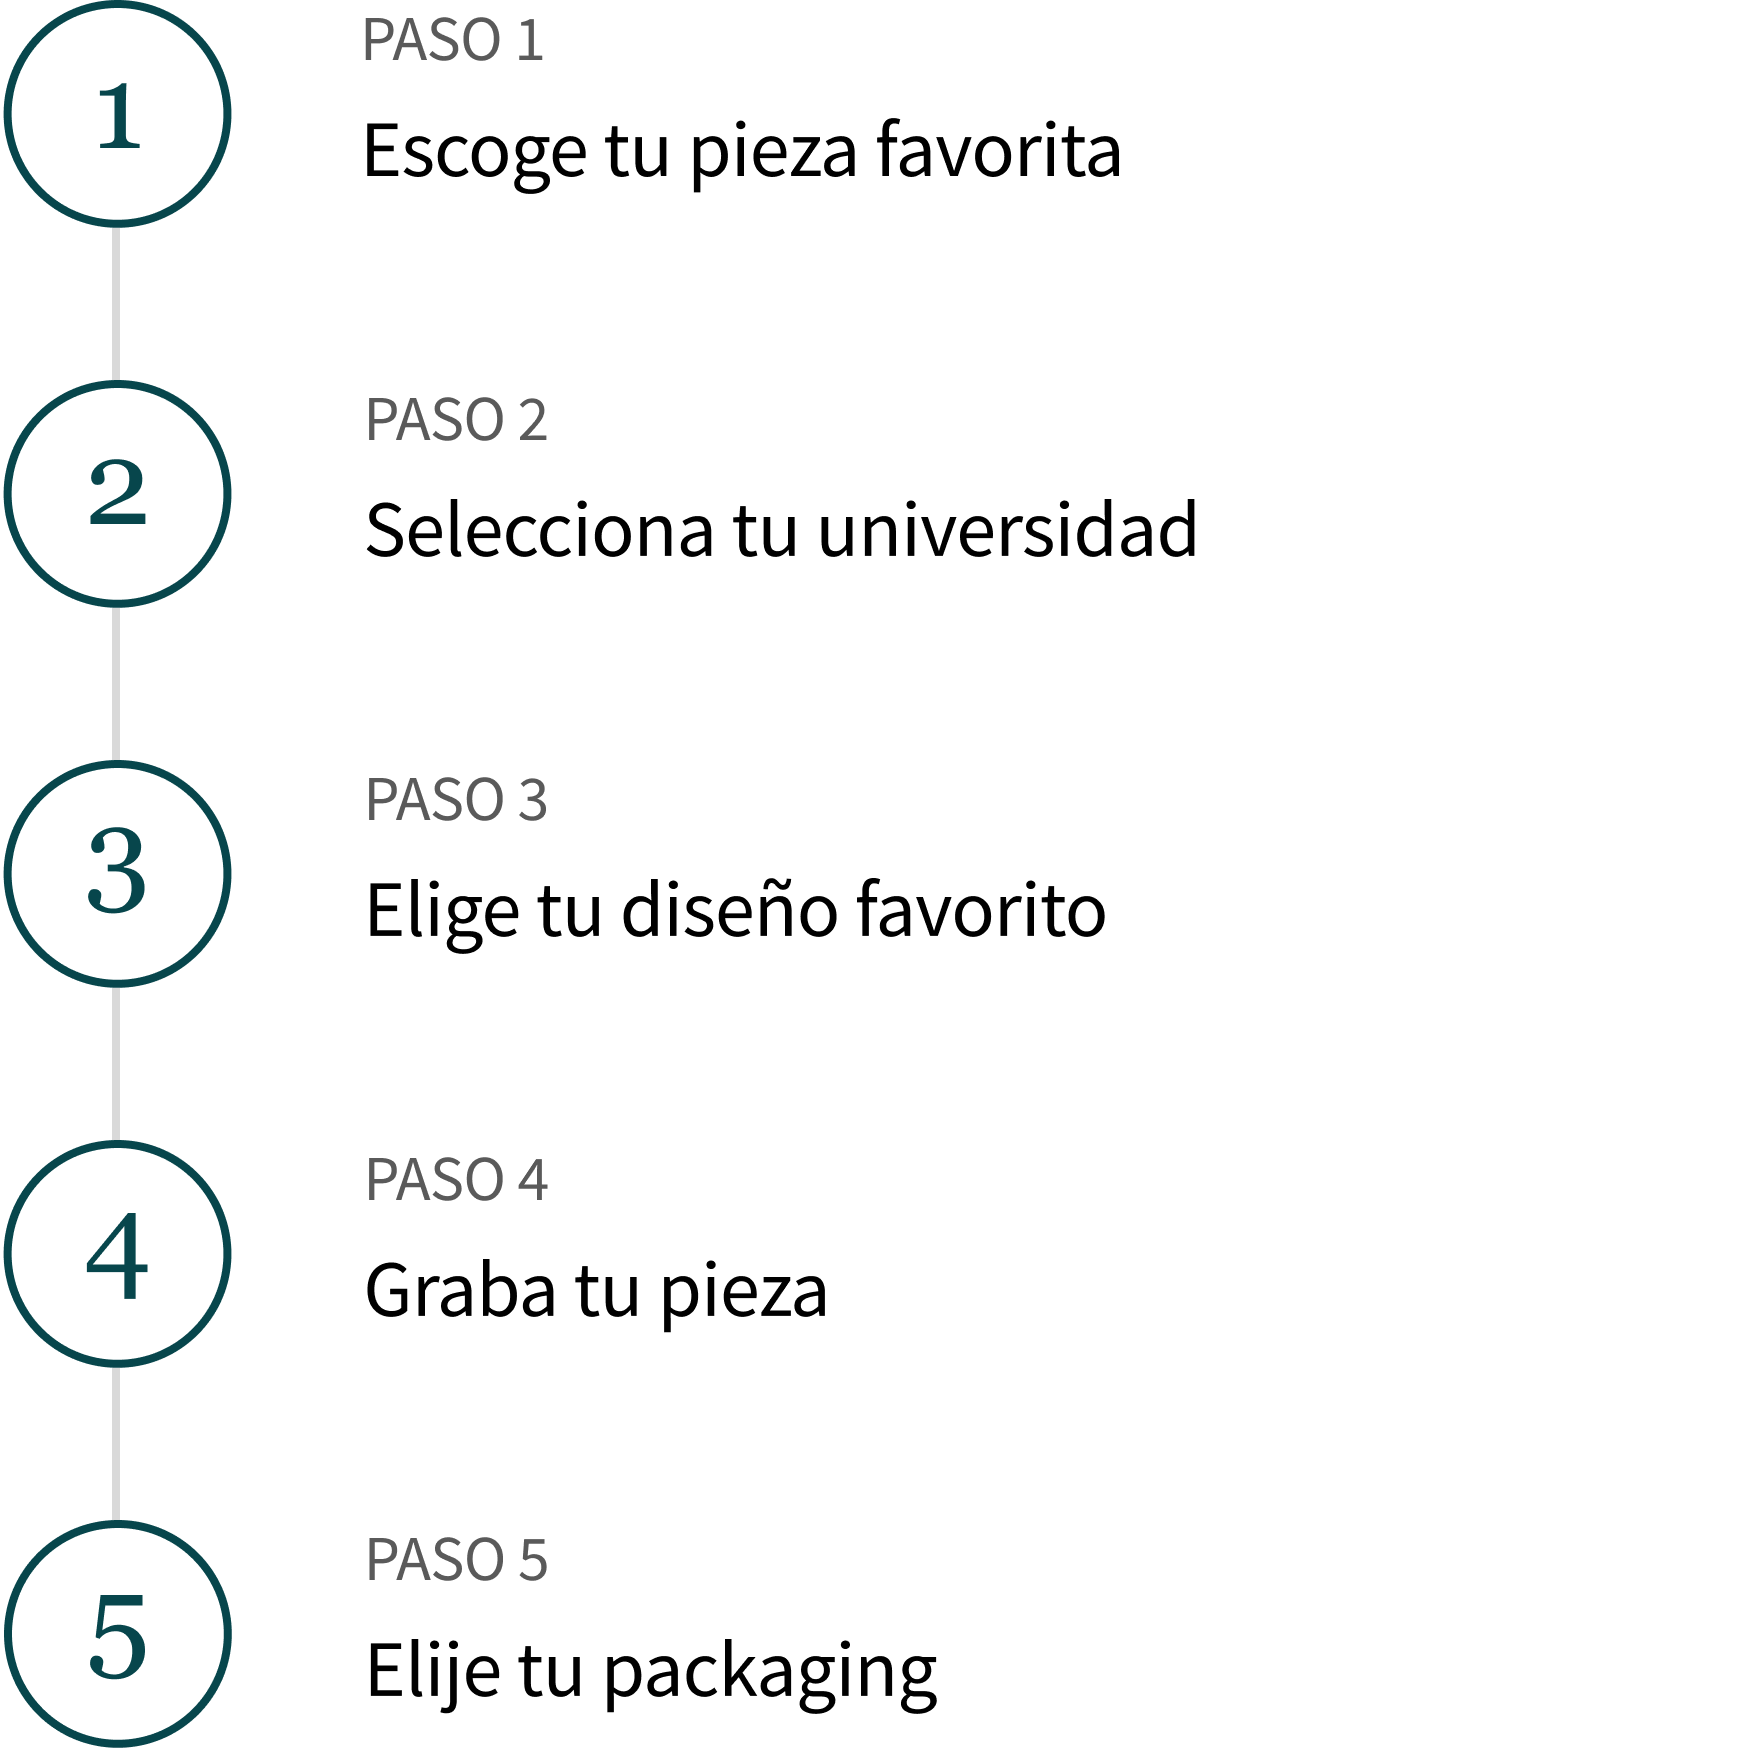 1
PASO 1
Escoge tu pieza favorita
2
PASO 2
Selecciona tu universidad
3
PASO 3
Elige tu diseño favorito
4
PASO 4
Graba tu pieza
5
PASO 5
Elije tu packaging